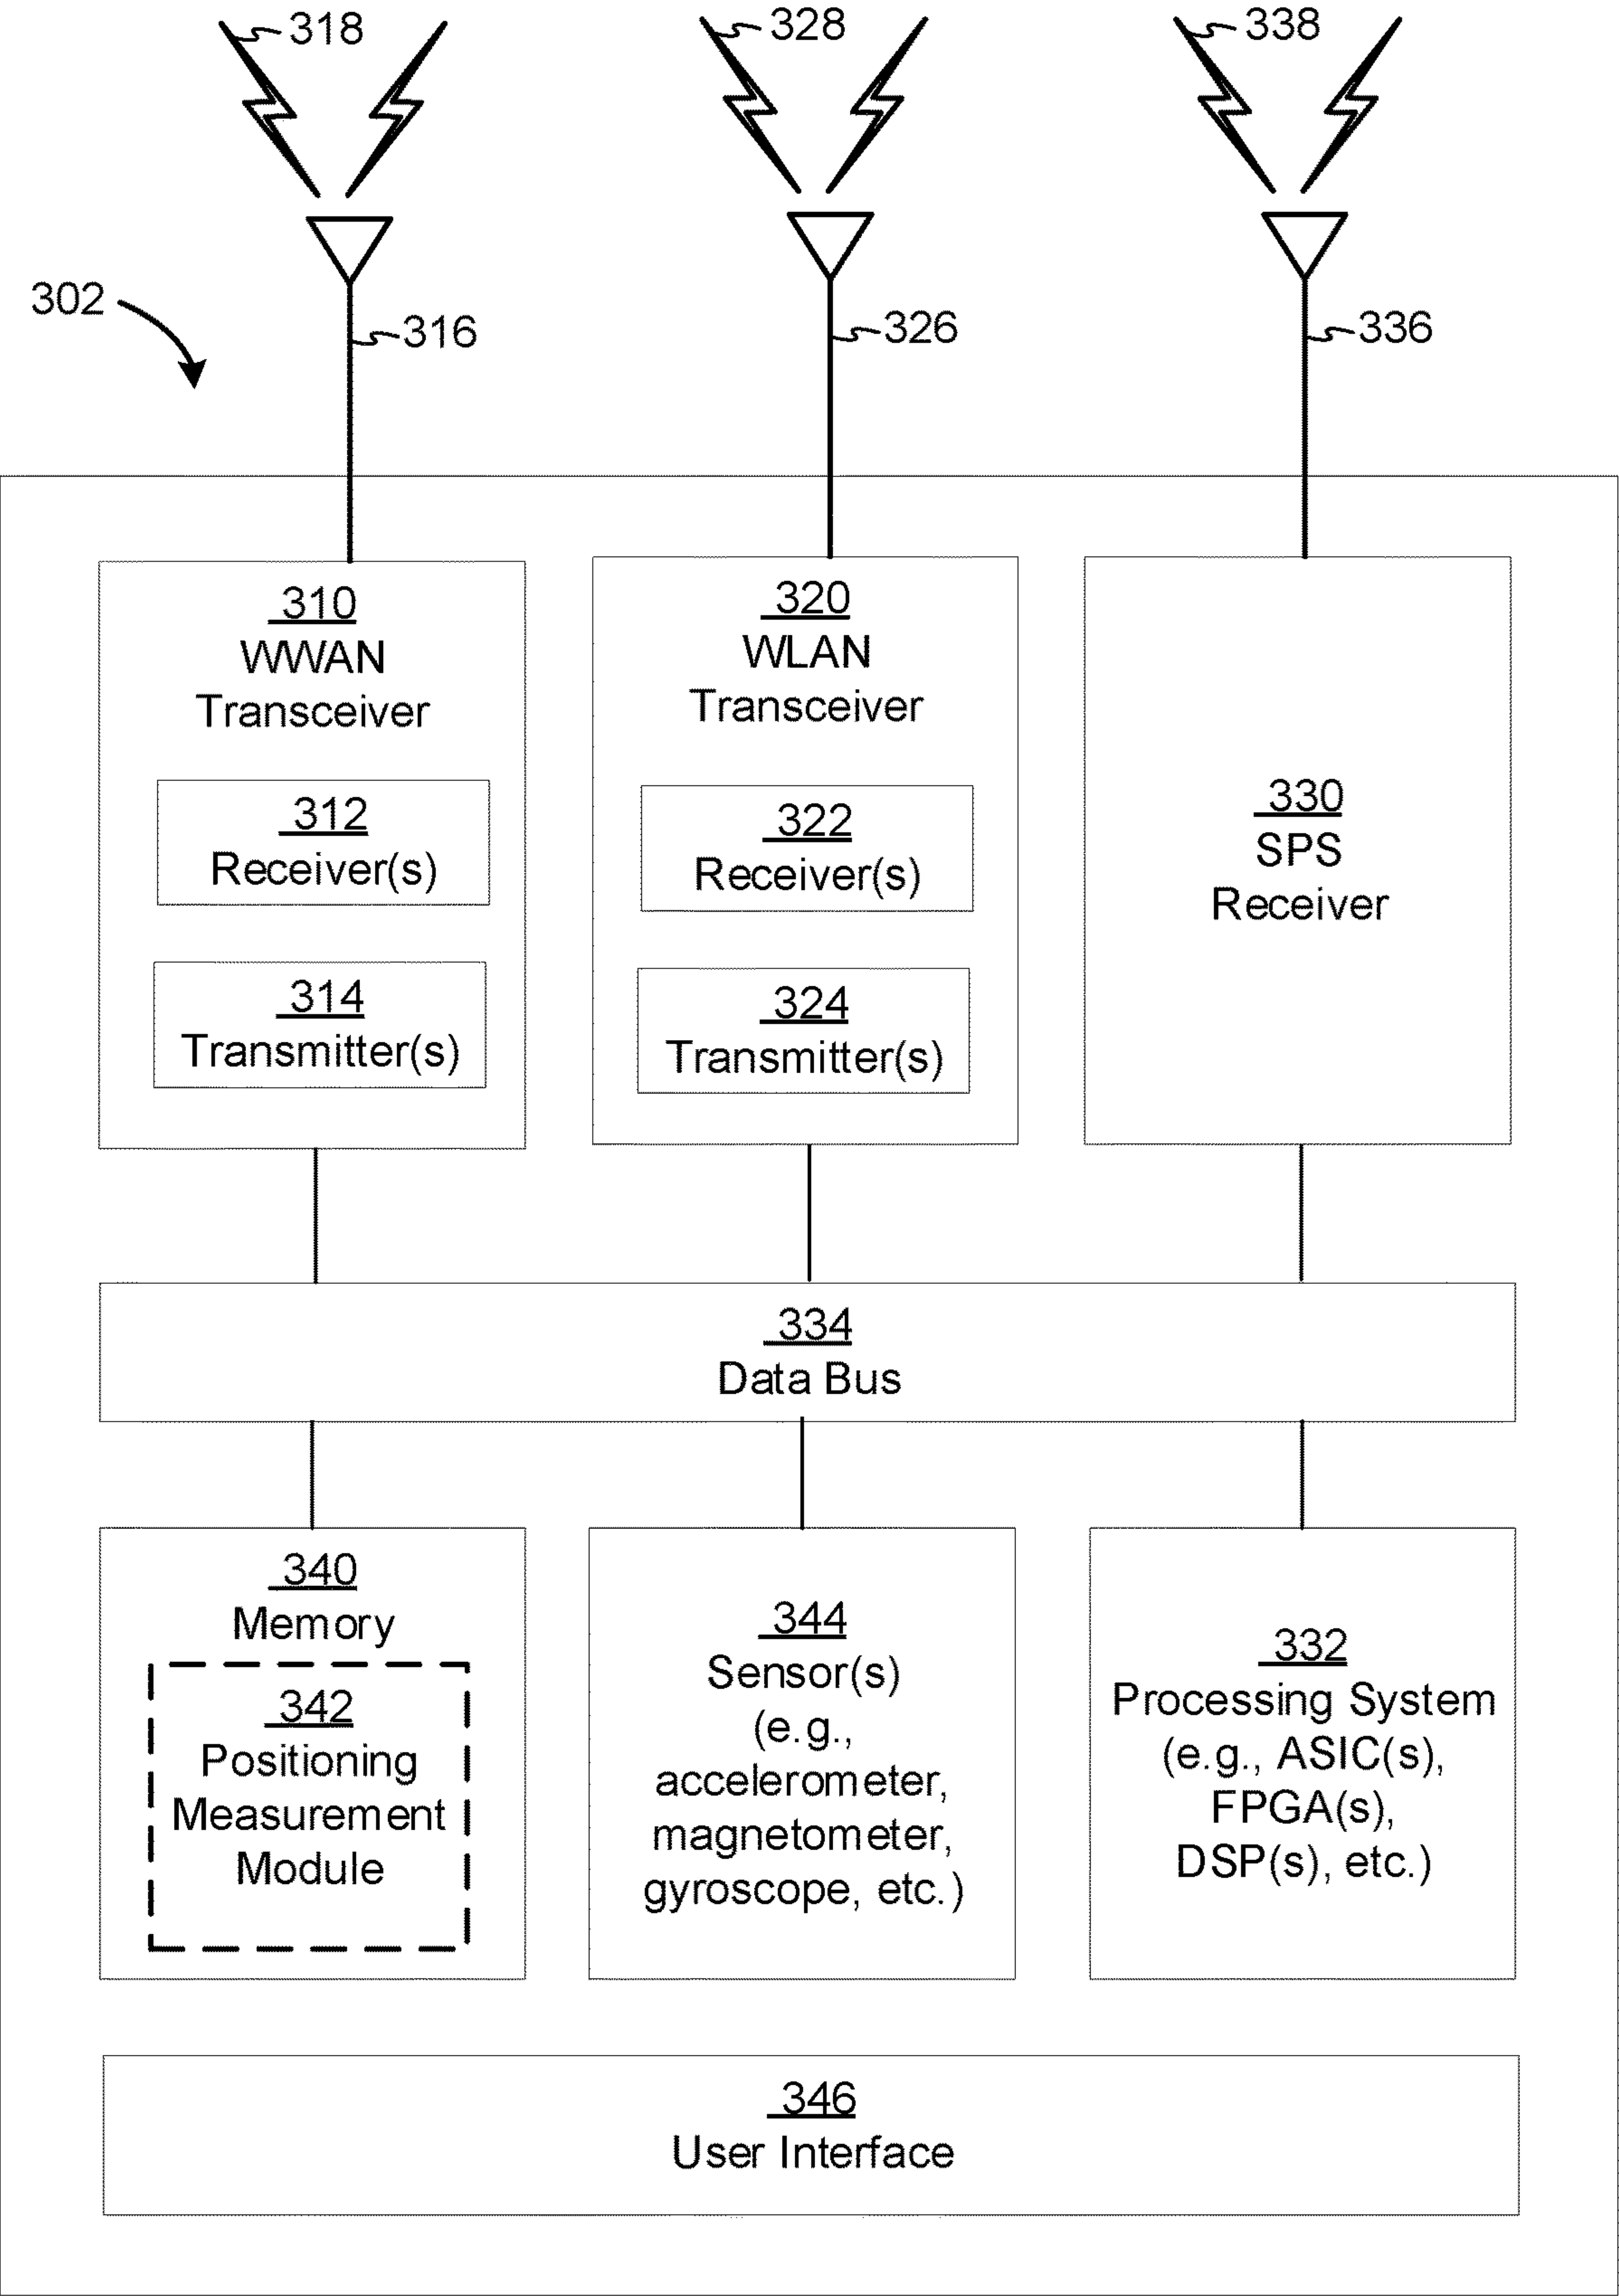 318
328
338
302
316
326
336
310
WWAN
Transceiver
312
Receiver(s)
314
Transmitter(s)
320
WLAN
Transceiver
322
Receiver(s)
324
Transmitter(s)
330
SPS
Receiver
334
Data Bus
340
Memory
342
Positioning
Measurement
Module
344
Sensor(s)
(e.g.,
accelerometer,
magnetometer,
gyroscope, etc.)
332
Processing System
(e.g., ASIC(s),
FPGA(s),
DSP(s), etc.)
346
User Interface